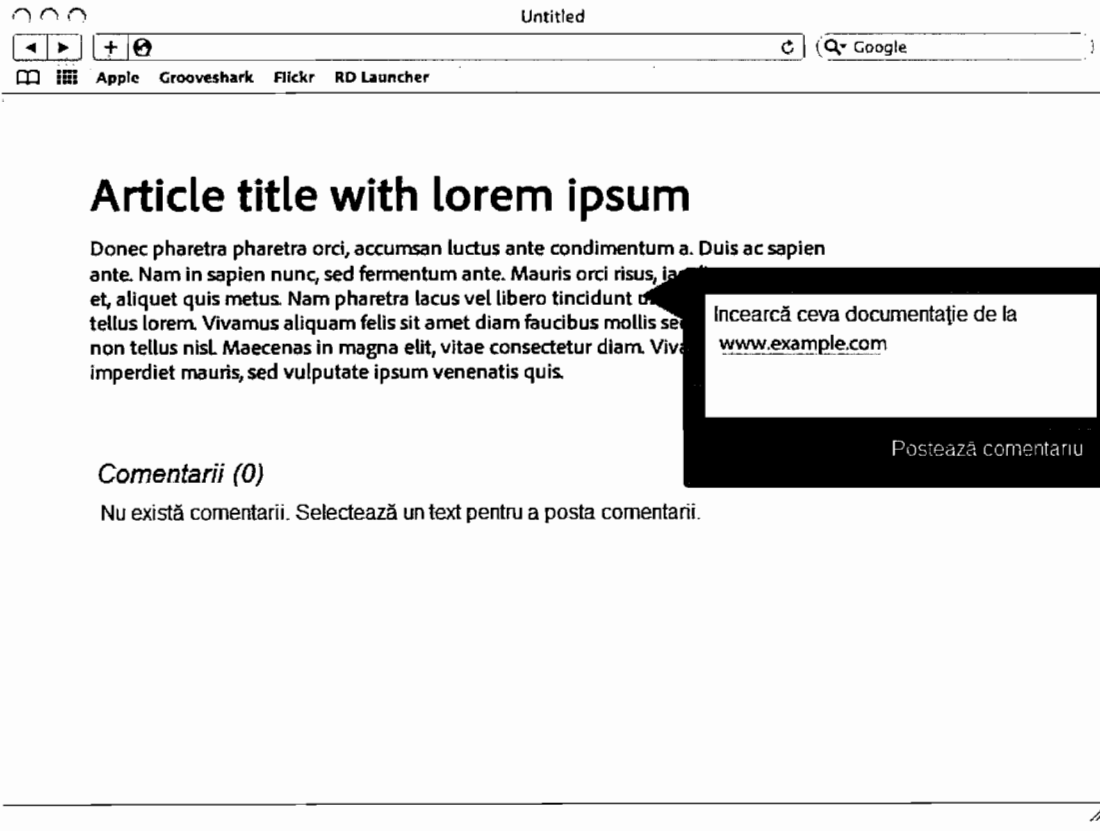 Untitled
Google
Apple Grooveshark Flickr RD Launcher
Article title with lorem ipsum
Donec pharetra pharetra orci, accumsan luctus ante condimentum a. Duis ac sapien
ante. Nam in sapien nunc, sed fermentum ante. Mauris orci risus,
et, aliquet quis metus. Nam pharetra lacus vel libero tincidunt
tellus lorem. Vivamus aliquam felis sit amet diam faucibus mollis
non tellus nisl. Maecenas in magna elit, vitae consectetur diam.
imperdiet mauris, sed vulputate ipsum venenatis quis.
Incearcă ceva documentaţie de la
www.example.com
Postează comentariu
Comentarii (0)
Nu există comentarii. Selectează un text pentru a posta comentarii.